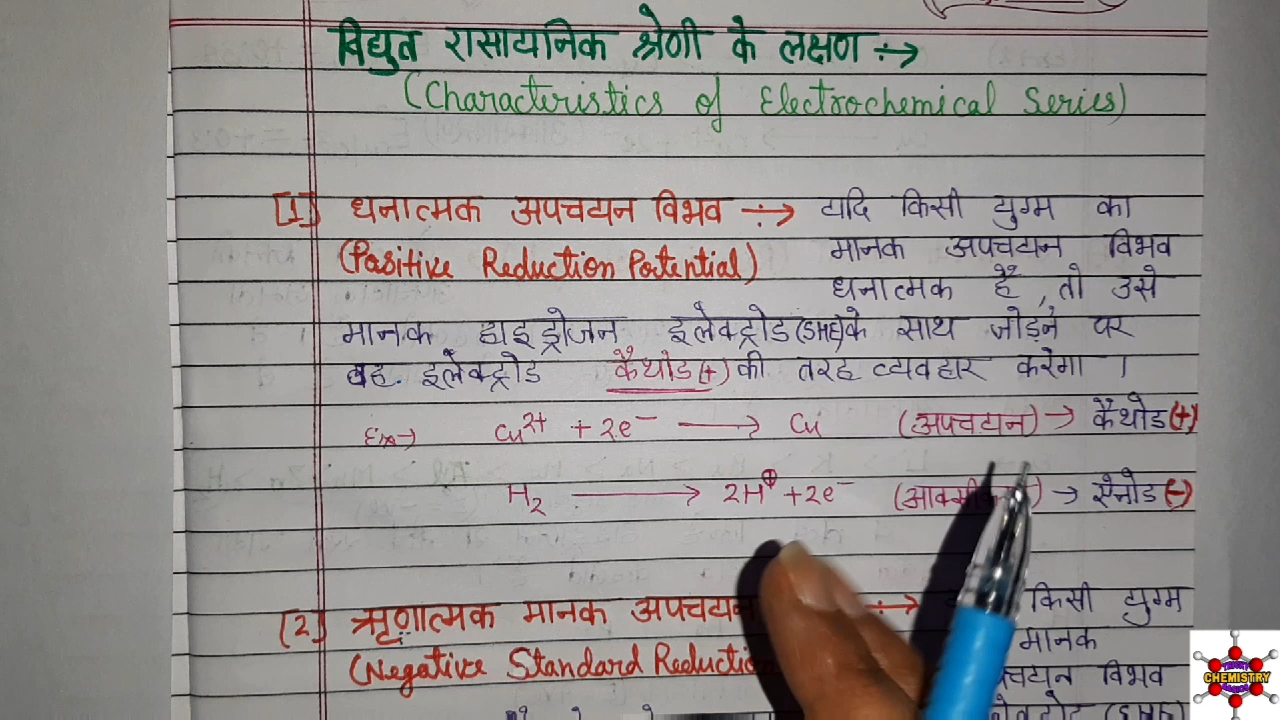 विद्युत रासायनिक श्रेणी के लक्षण →
(Characteristics of Electrochemical Series)
[1] धनात्मक अपचयन विभव → यदि किसी युग्म का
(Positive Reduction Potential) मानक अपचयन विभव
धनात्मक है, तो उसे
मानक हाइड्रोजन इलेक्ट्रोड (SHE) के साथ जोड़ने पर
वह इलेक्ट्रोड कैथोड (+) की तरह व्यवहार करेगा ।
Ex→ Cu²⁺ + 2e⁻ → Cu (अपचयन) → कैथोड (+)
H₂ → 2H⊕ + 2e⁻ → ऐनोड (-)
[2] ऋणात्मक मानक अपचयन → किसी युग्म
(Negative Standard Reduction मानक
विभव
(SHE)
CHEMISTRY